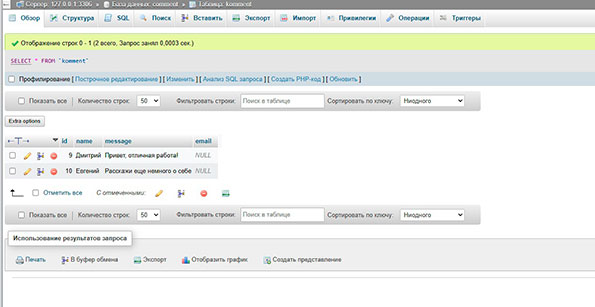 Сервер: 127.0.0.1:3306 » База данных: komment » Таблица: komment
Обзор Структура SQL Поиск Вставить Экспорт Импорт Привилегии Операции Триггеры
Отображение строк 0 - 1 (2 всего, Запрос занял 0,0003 сек.)
SELECT * FROM `komment`
Профилирование [ Построчное редактирование ] [ Изменить ] [ Анализ SQL запроса ] [ Создать PHP-код ] [ Обновить ]
Показать все | Количество строк: 50 Фильтровать строки: Поиск в таблице Сортировать по ключу: Ниодного
Extra options
←T→ id name message email
9 Дмитрий Привет, отличная работа! NULL
10 Евгений Расскажи еще немного о себе NULL
Отметить все С отмеченными:
Показать все | Количество строк: 50 Фильтровать строки: Поиск в таблице Сортировать по ключу: Ниодного
Использование результатов запроса
Печать В буфер обмена Экспорт Отобразить график Создать представление